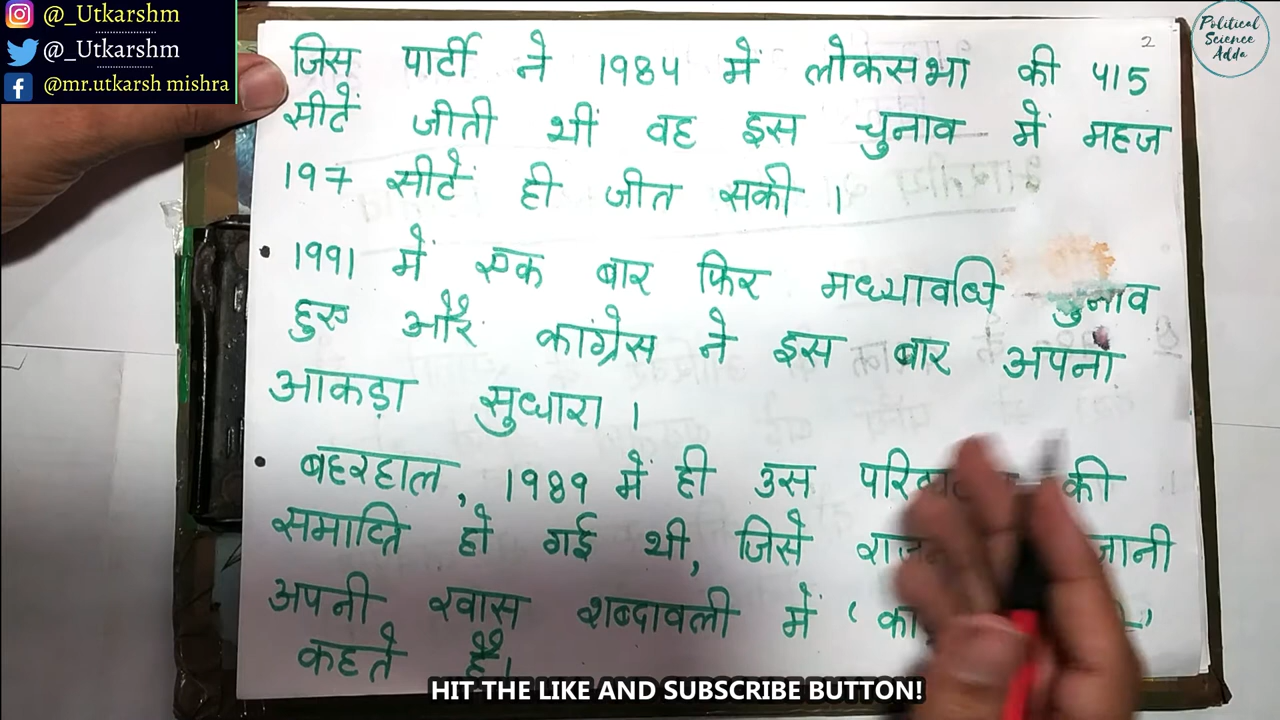 @_Utkarshm
@_Utkarshm
@mr.utkarsh mishra
Political
Science
Adda
2
जिस पार्टी ने 1984 में लोकसभा की 415
सीटें जीती थीं वह इस चुनाव में महज
197 सीटें ही जीत सकी ।
• 1991 में एक बार फिर मध्यावधि चुनाव
हुए और कांग्रेस ने इस बार अपना
आकड़ा सुधारा ।
• बहरहाल, 1989 में ही उस की
समाप्ति हो गई थी, जिसे
अपनी खास शब्दावली में
कहते है।
HIT THE LIKE AND SUBSCRIBE BUTTON!